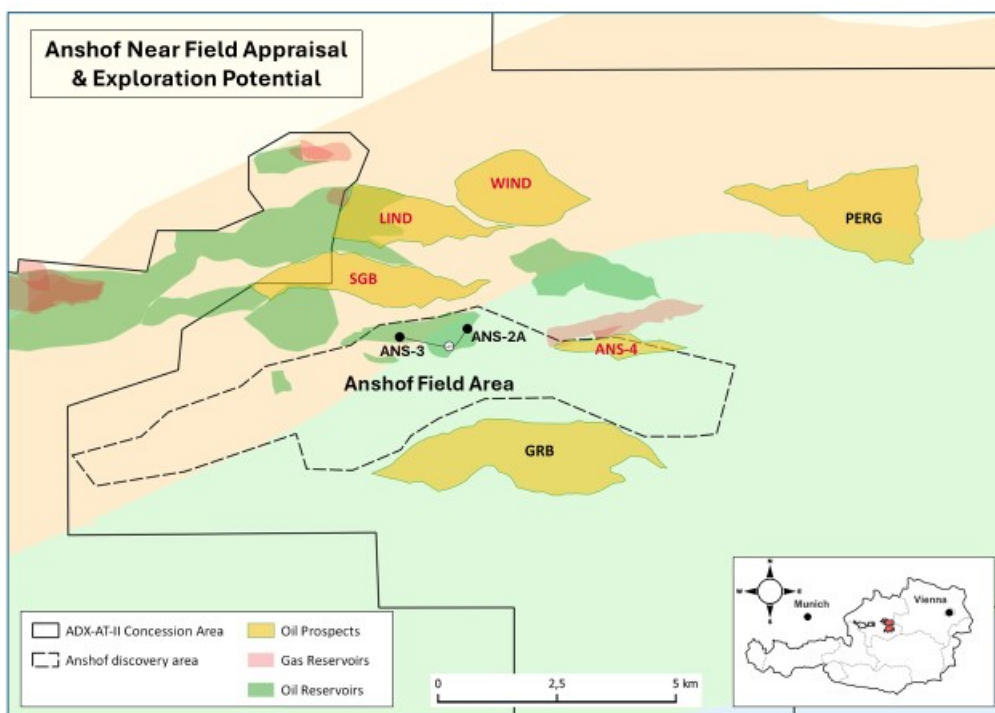 Anshof Near Field Appraisal
& Exploration Potential
WIND
LIND
PERG
SGB
ANS-2A
ANS-3
ANS-4
Anshof Field Area
GRB
ADX-AT-II Concession Area
Anshof discovery area
Oil Prospects
Gas Reservoirs
Oil Reservoirs
0
2,5
5 km
N
W
E
S
Munich
Vienna